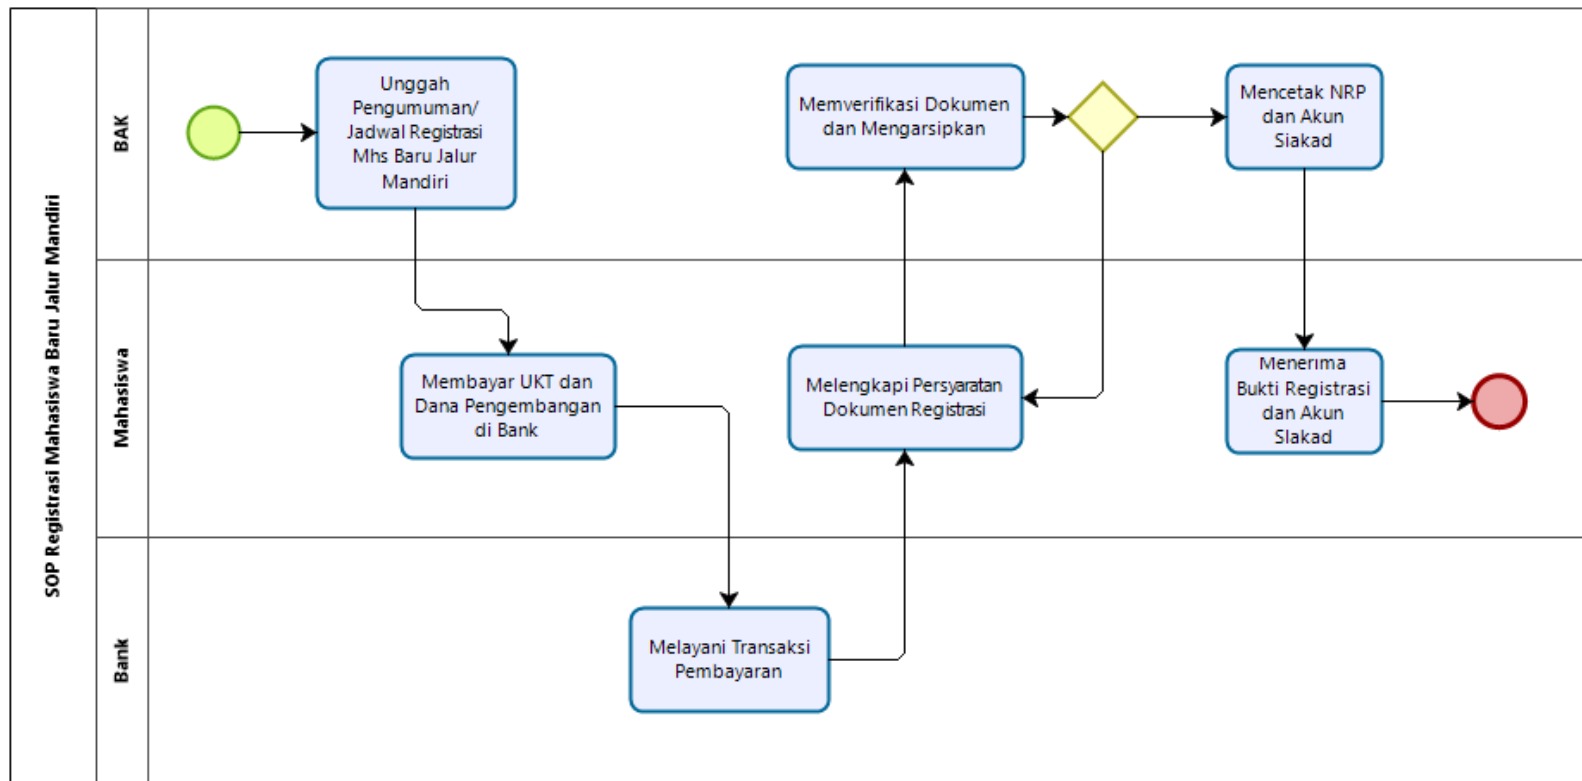 SOP Registrasi Mahasiswa Baru Jalur Mandiri
BAK
Unggah
Pengumuman/
Jadwal Registrasi
Mhs Baru Jalur
Mandiri
Memverifikasi Dokumen
dan Mengarsipkan
Mencetak NRP
dan Akun
Siakad
Mahasiswa
Membayar UKT dan
Dana Pengembangan
di Bank
Melengkapi Persyaratan
Dokumen Registrasi
Menerima
Bukti Registrasi
dan Akun
SIakad
Bank
Melayani Transaksi
Pembayaran